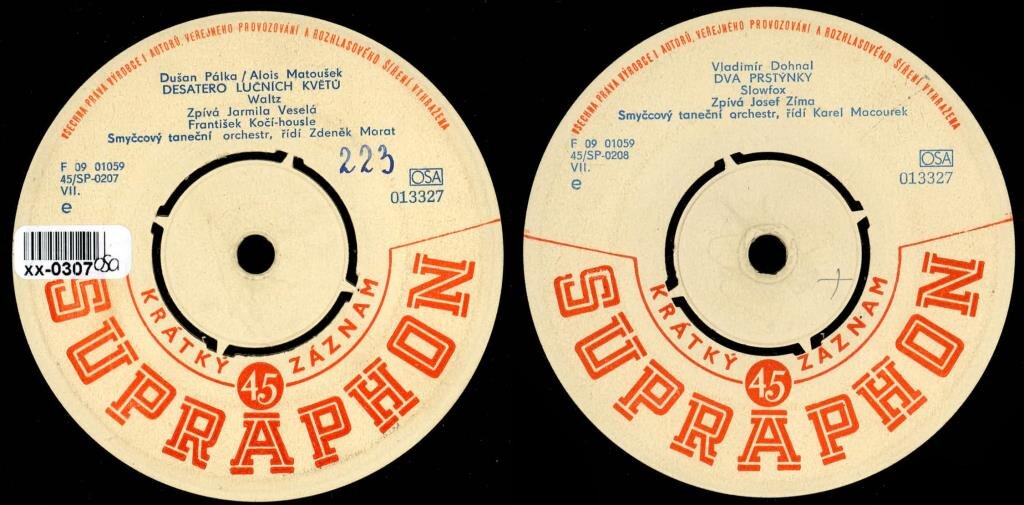 VŠECHNA PRÁVA VÝROBCE I AUTORŮ, VEŘEJNÉHO PROVOZOVÁNÍ A ROZHLASOVÉHO ŠÍŘENÍ VYHRAŽENA
Dušan Pálka / Alois Matoušek
DESATERO LUČNÍCH KVĚTŮ
Waltz
Zpívá Jarmila Veselá
František Kočí-housle
Smyčcový taneční orchestr, řídí Zdeněk Morat
223
F 09 01059
45/SP-0207
VII.
e
OSA
013327
xx-0307
osa
KRÁTKÝ ZÁZNAM
45
SUPRAPHON
VŠECHNA PRÁVA VÝROBCE I AUTORŮ, VEŘEJNÉHO PROVOZOVÁNÍ A ROZHLASOVÉHO ŠÍŘENÍ VYHRAŽENA
Vladimír Dohnal
DVA PRSTÝNKY
Slowfox
Zpívá Josef Zíma
Smyčcový taneční orchestr, řídí Karel Macourek
F 09 01059
45/SP-0208
VII.
e
OSA
013327
KRÁTKÝ ZÁZNAM
45
SUPRAPHON